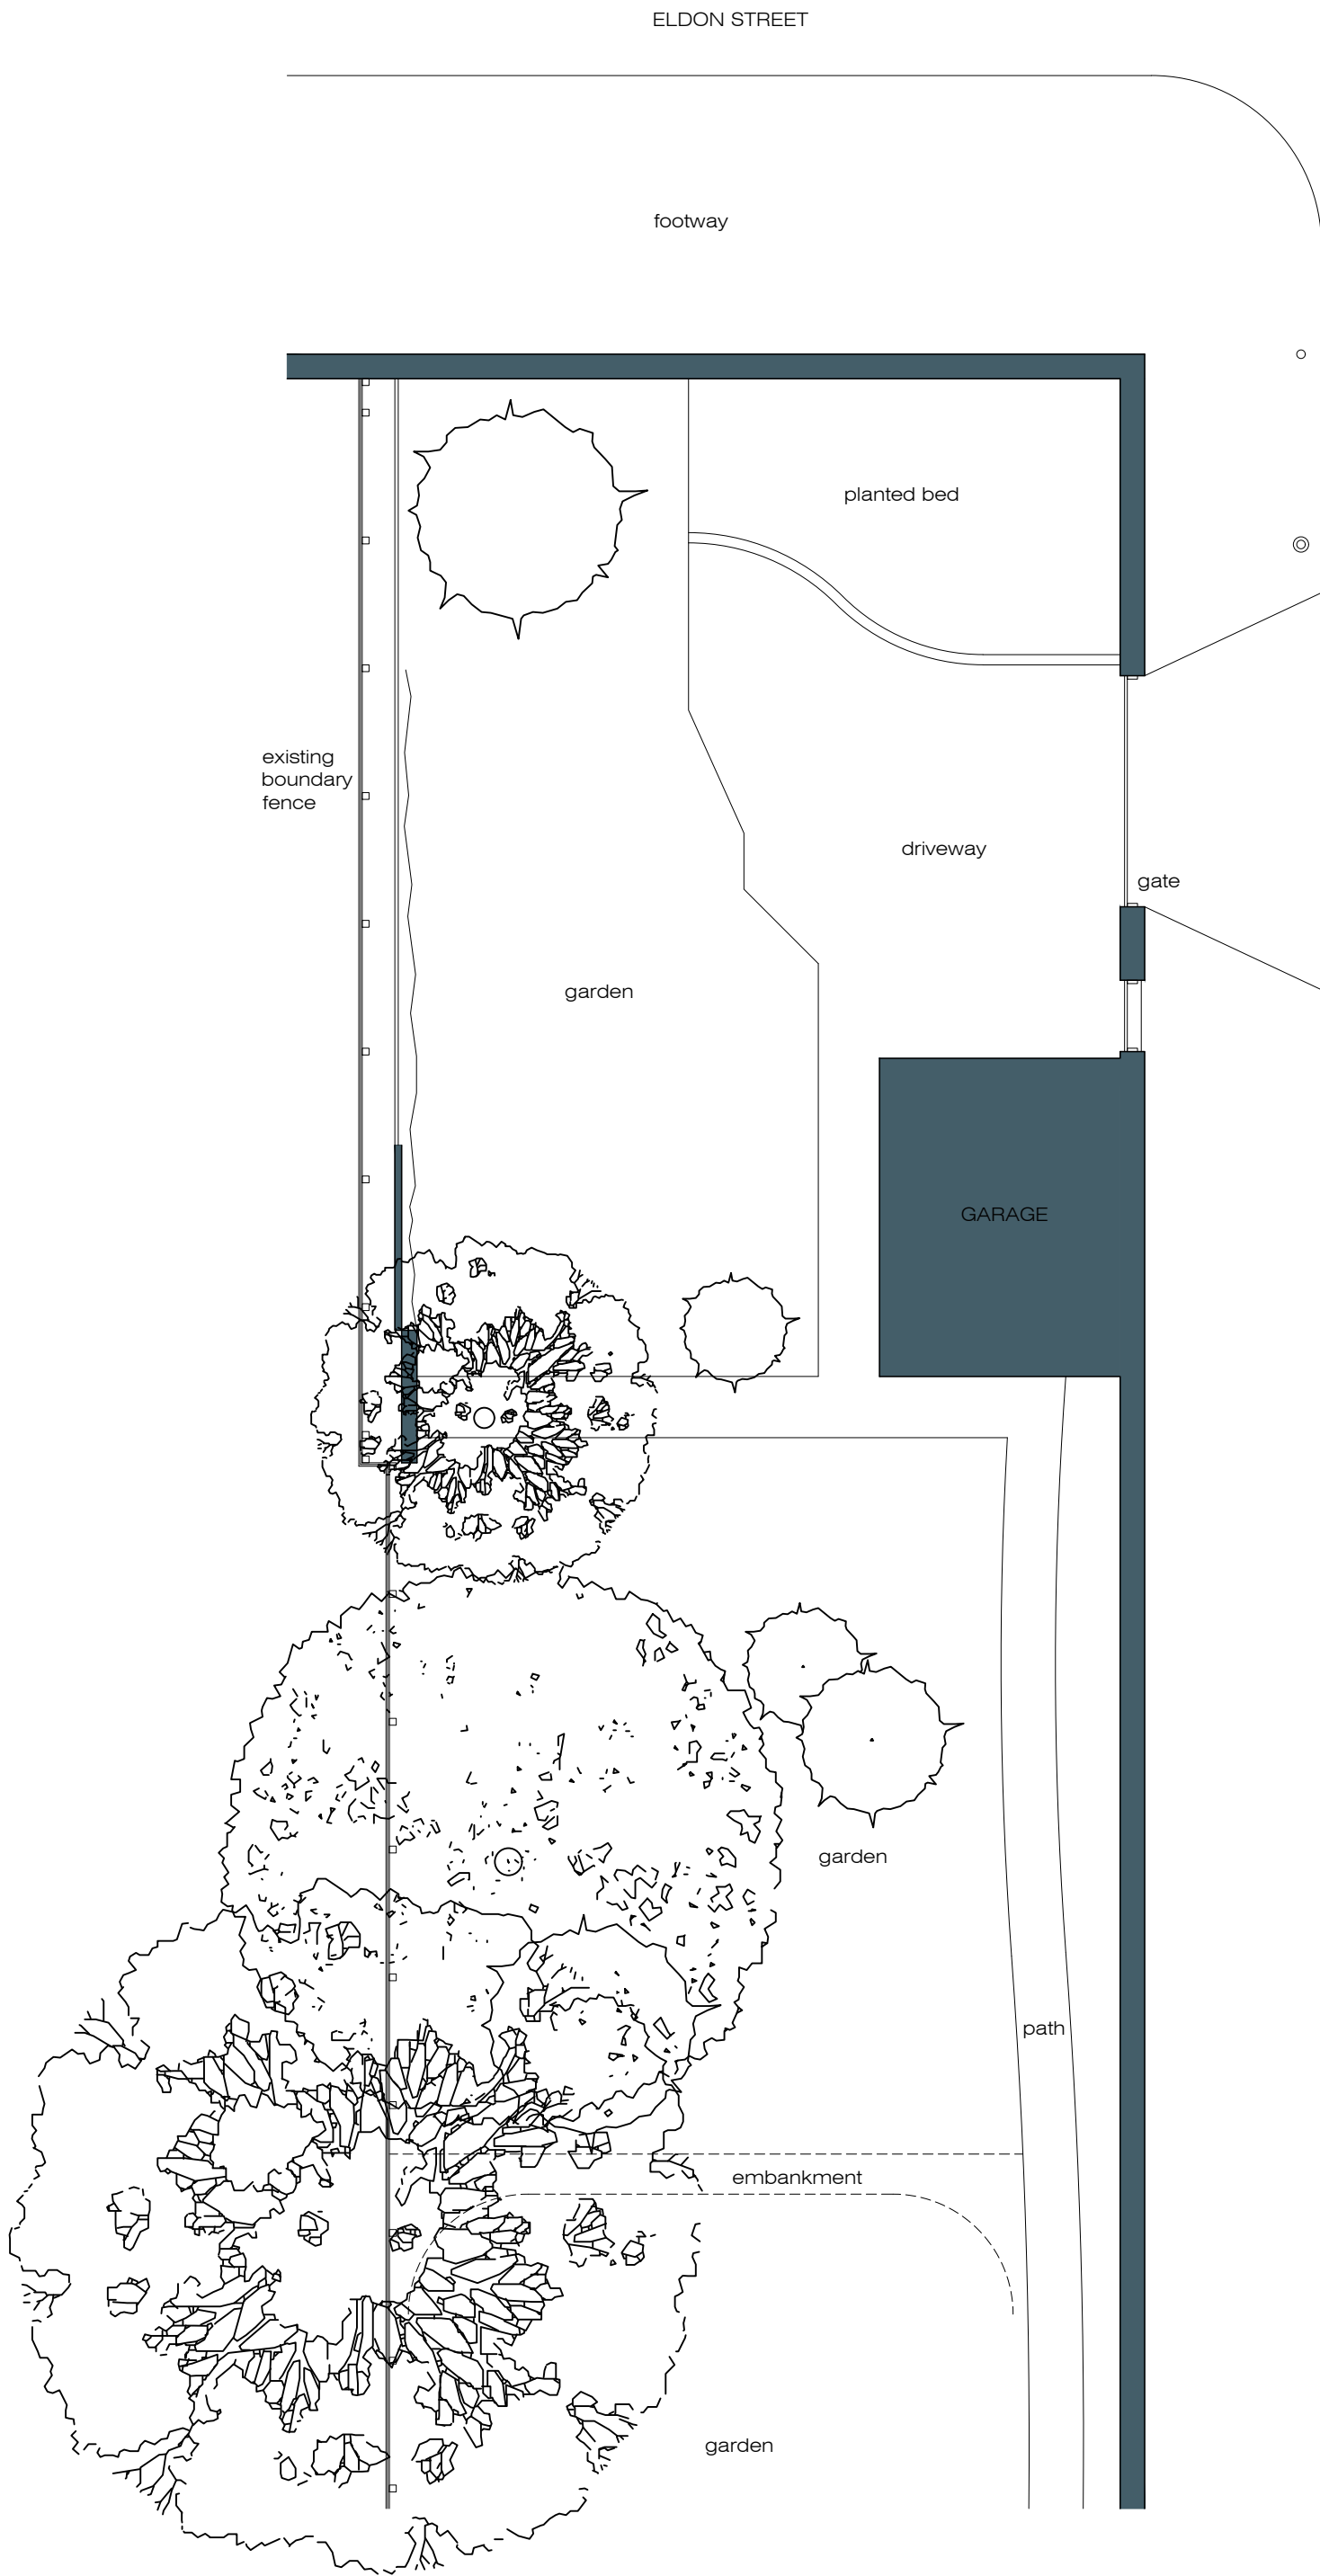 ELDON STREET
footway
planted bed
existing
boundary
fence
driveway
gate
garden
GARAGE
garden
path
embankment
garden